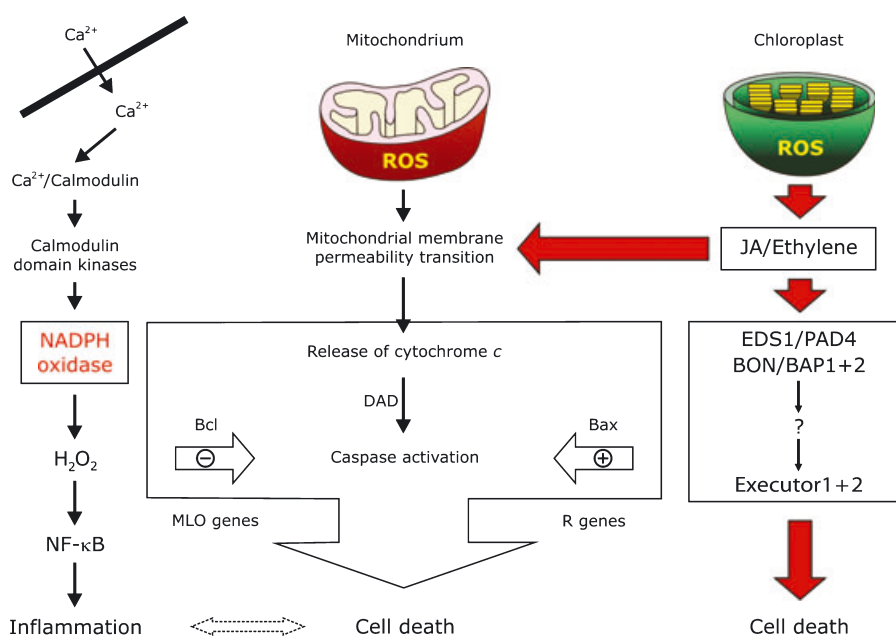 Ca²⁺
Ca²⁺
Ca²⁺/Calmodulin
Calmodulin
domain kinases
NADPH
oxidase
H₂O₂
NF-κB
Inflammation
Mitochondrium
ROS
Mitochondrial membrane
permeability transition
Release of cytochrome c
DAD
Bcl
−
Bax
+
Caspase activation
MLO genes
R genes
Cell death
Chloroplast
ROS
JA/Ethylene
EDS1/PAD4
BON/BAP1+2
?
Executor1+2
Cell death